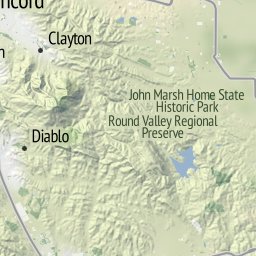 Clayton
John Marsh Home State
Historic Park
Round Valley Regional
Preserve
Diablo